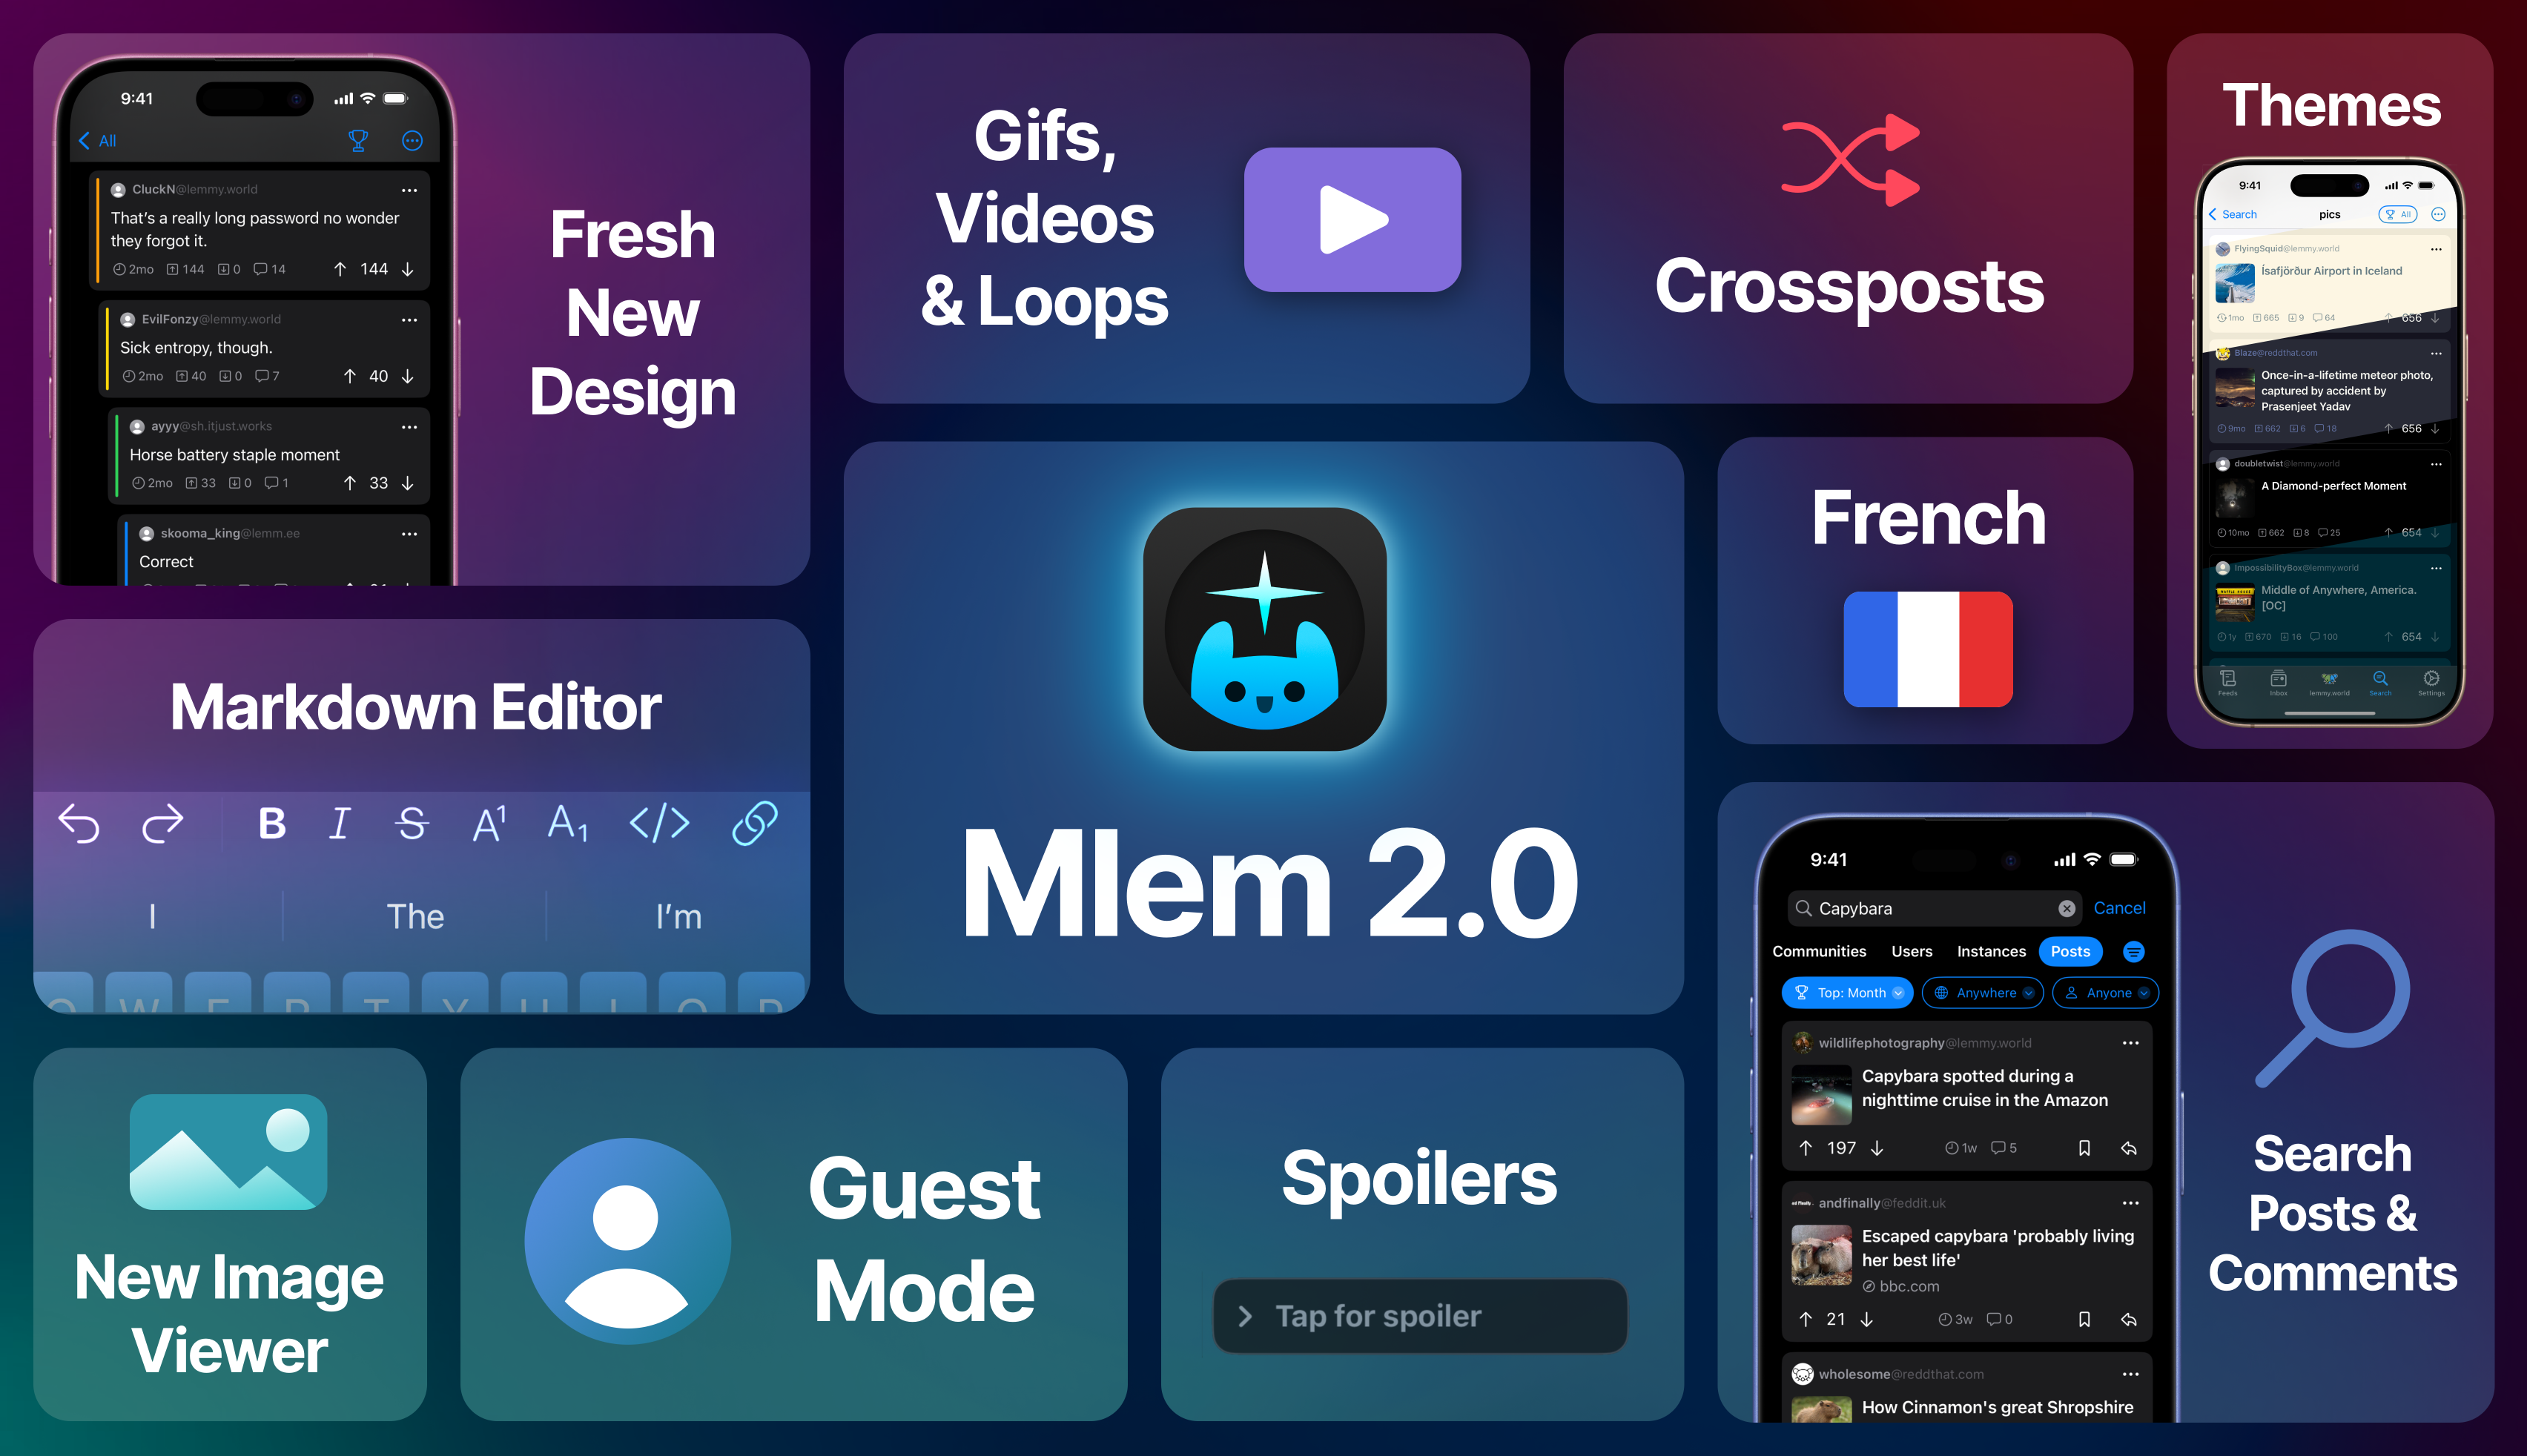 9:41
All
CluckN@lemmy.world
That's a really long password no wonder
they forgot it.
2mo 144 0 14 144
EvilFonzy@lemmy.world
Sick entropy, though.
2mo 40 0 7 40
ayyy@sh.itjust.works
Horse battery staple moment
2mo 33 0 1 33
skooma_king@lemm.ee
Correct
Fresh
New
Design
Gifs,
Videos
& Loops
Crossposts
Themes
9:41
Search pics All
FlyingSquid@lemmy.world
Ísafjörður Airport in Iceland
1mo 665 9 64 656
Blaze@reddthat.com
Once-in-a-lifetime meteor photo,
captured by accident by
Prasenjeet Yadav
9mo 662 6 18 656
doubletwist@lemmy.world
A Diamond-perfect Moment
10mo 662 8 25 654
ImpossibilityBox@lemmy.world
Middle of Anywhere, America.
[OC]
1y 670 16 100 654
Feeds Inbox lemmy.world Search Settings
Markdown Editor
B I S A1 A1 </>
I The I'm
Q W E R T Y U I O P
Mlem 2.0
French
9:41
Capybara Cancel
Communities Users Instances Posts
Top: Month Anywhere Anyone
wildlifephotography@lemmy.world
Capybara spotted during a
nighttime cruise in the Amazon
197 1w 5
andfinally@feddit.uk
Escaped capybara 'probably living
her best life'
bbc.com
21 3w 0
wholesome@reddthat.com
How Cinnamon's great Shropshire
Search
Posts &
Comments
New Image
Viewer
Guest
Mode
Spoilers
Tap for spoiler